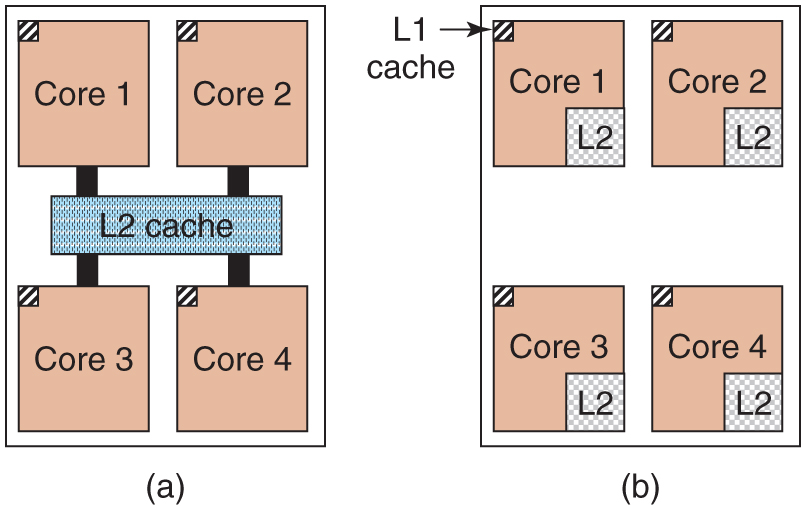 L1
cache
Core 1
Core 2
L2 cache
Core 3
Core 4
(a)
Core 1
L2
Core 2
L2
Core 3
L2
Core 4
L2
(b)